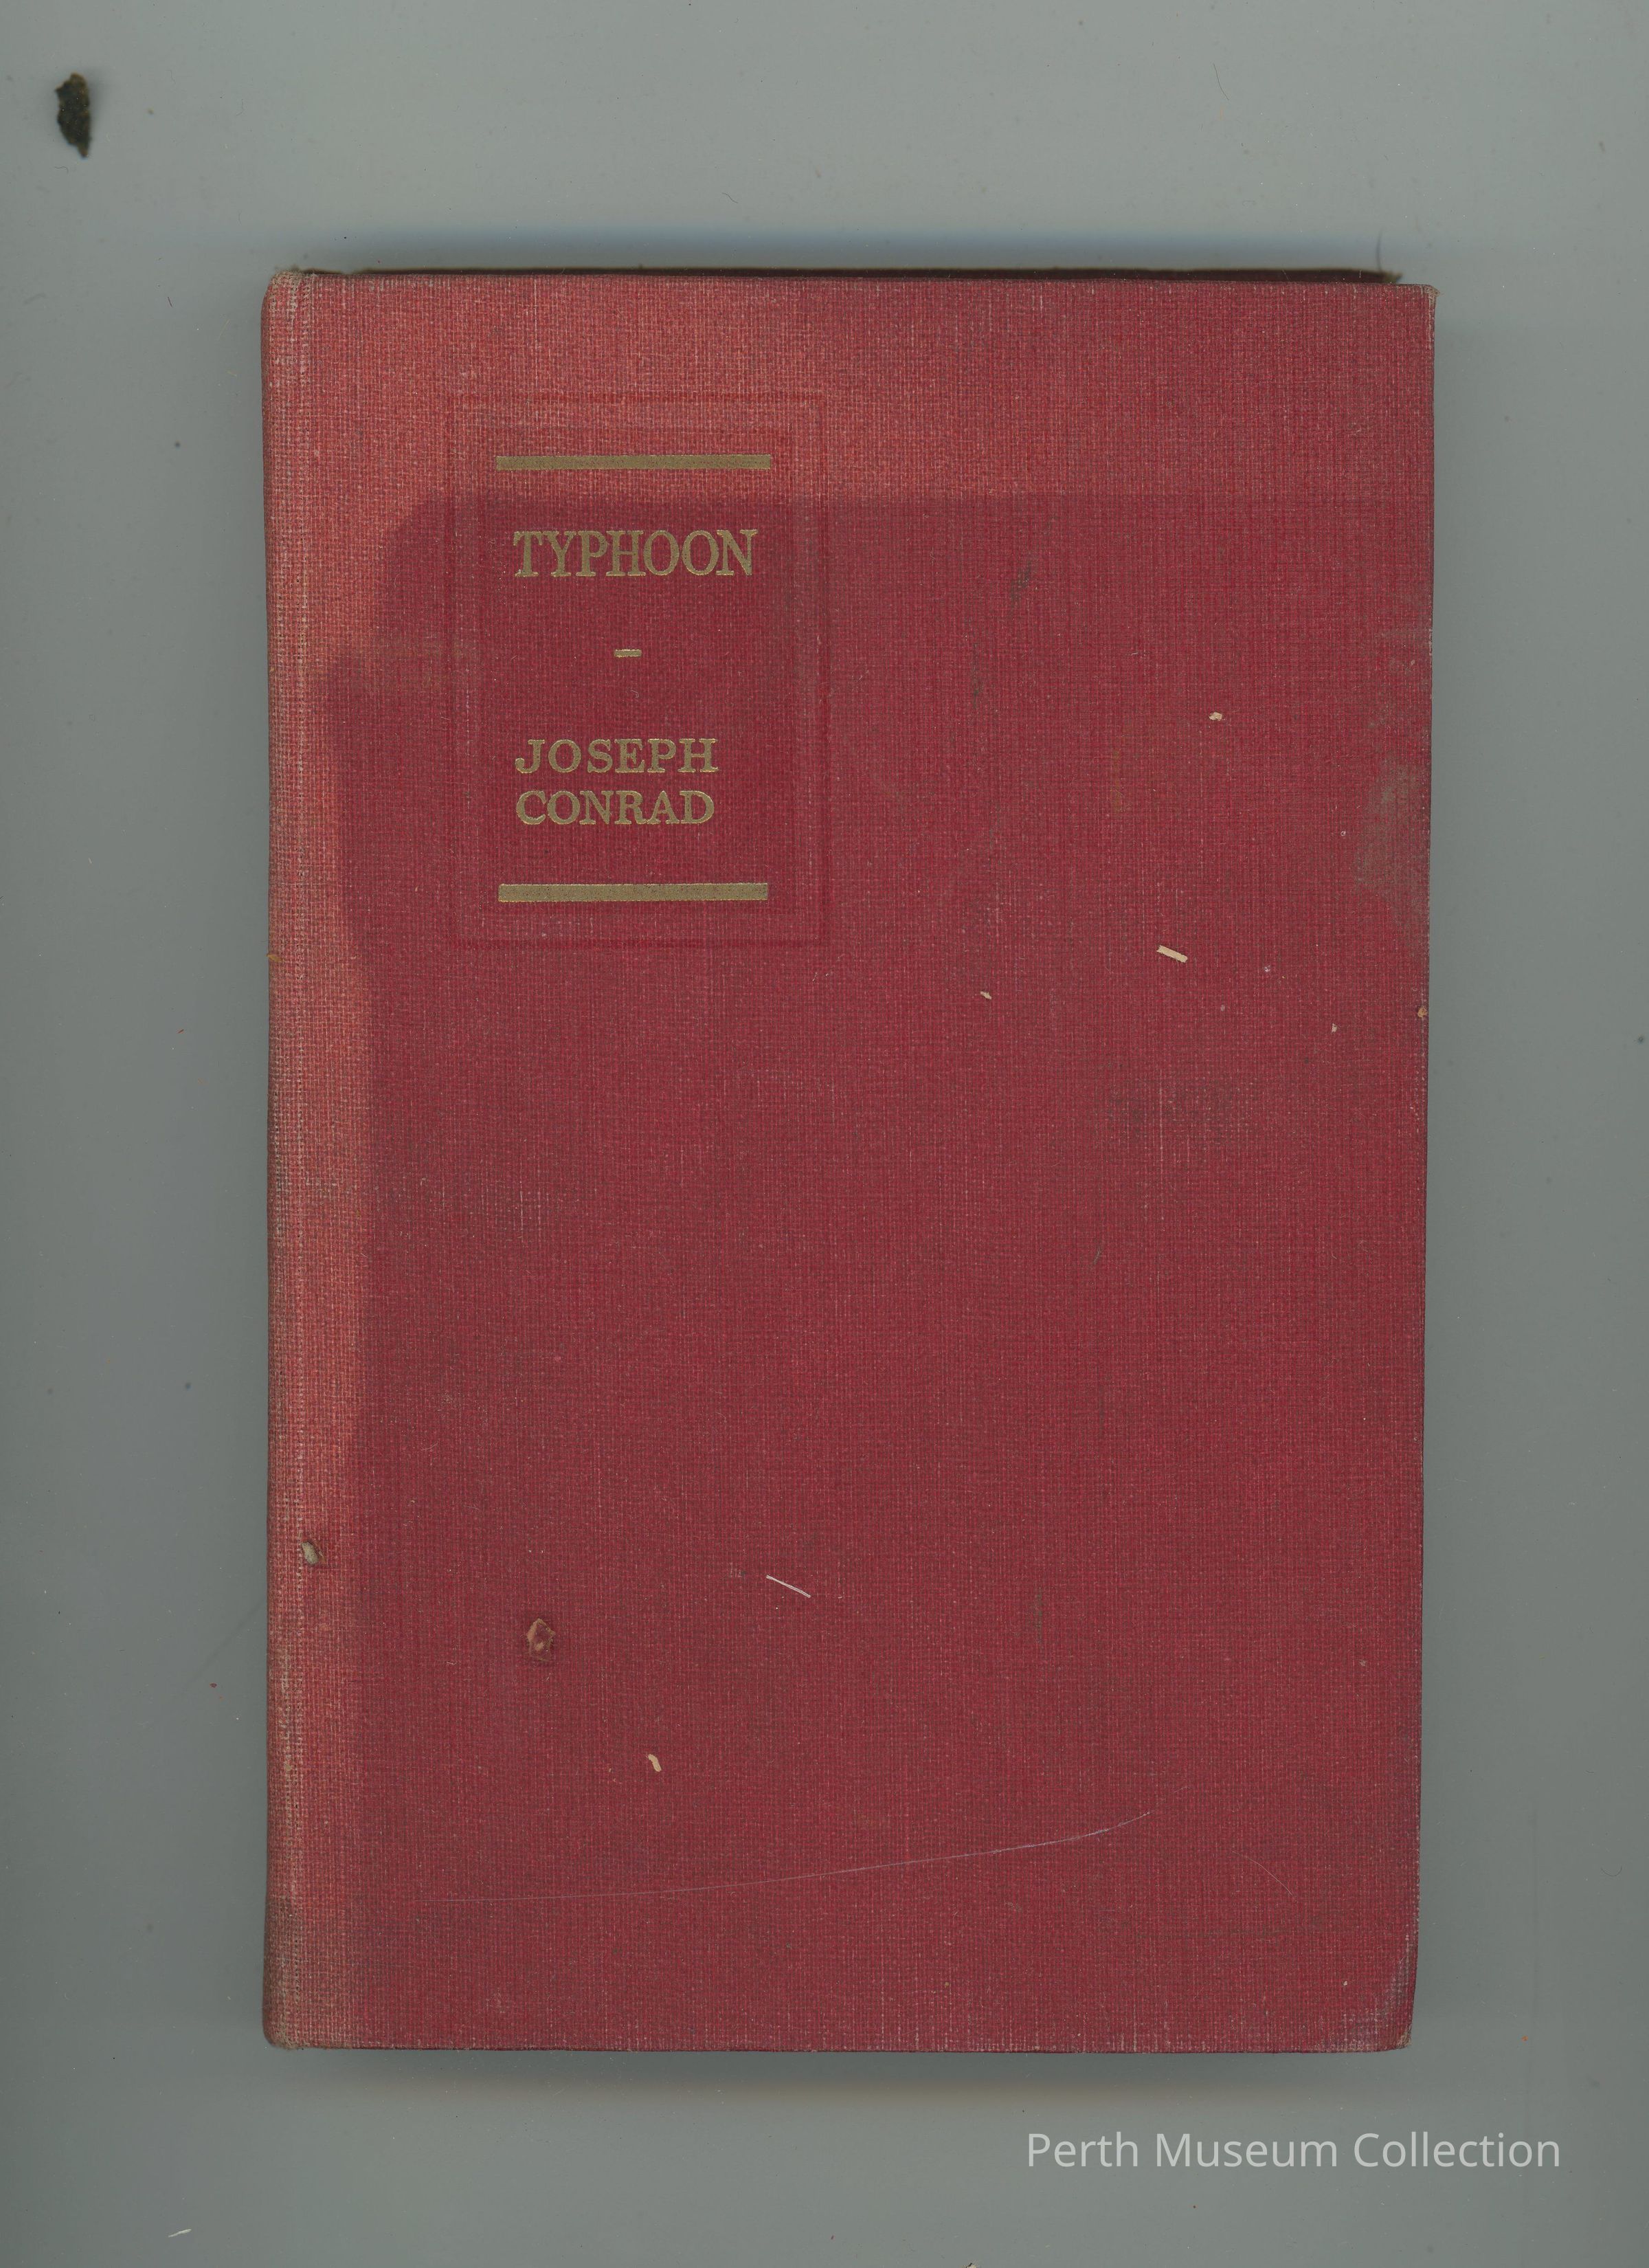 TYPHOON
-
JOSEPH
CONRAD
Perth Museum Collection